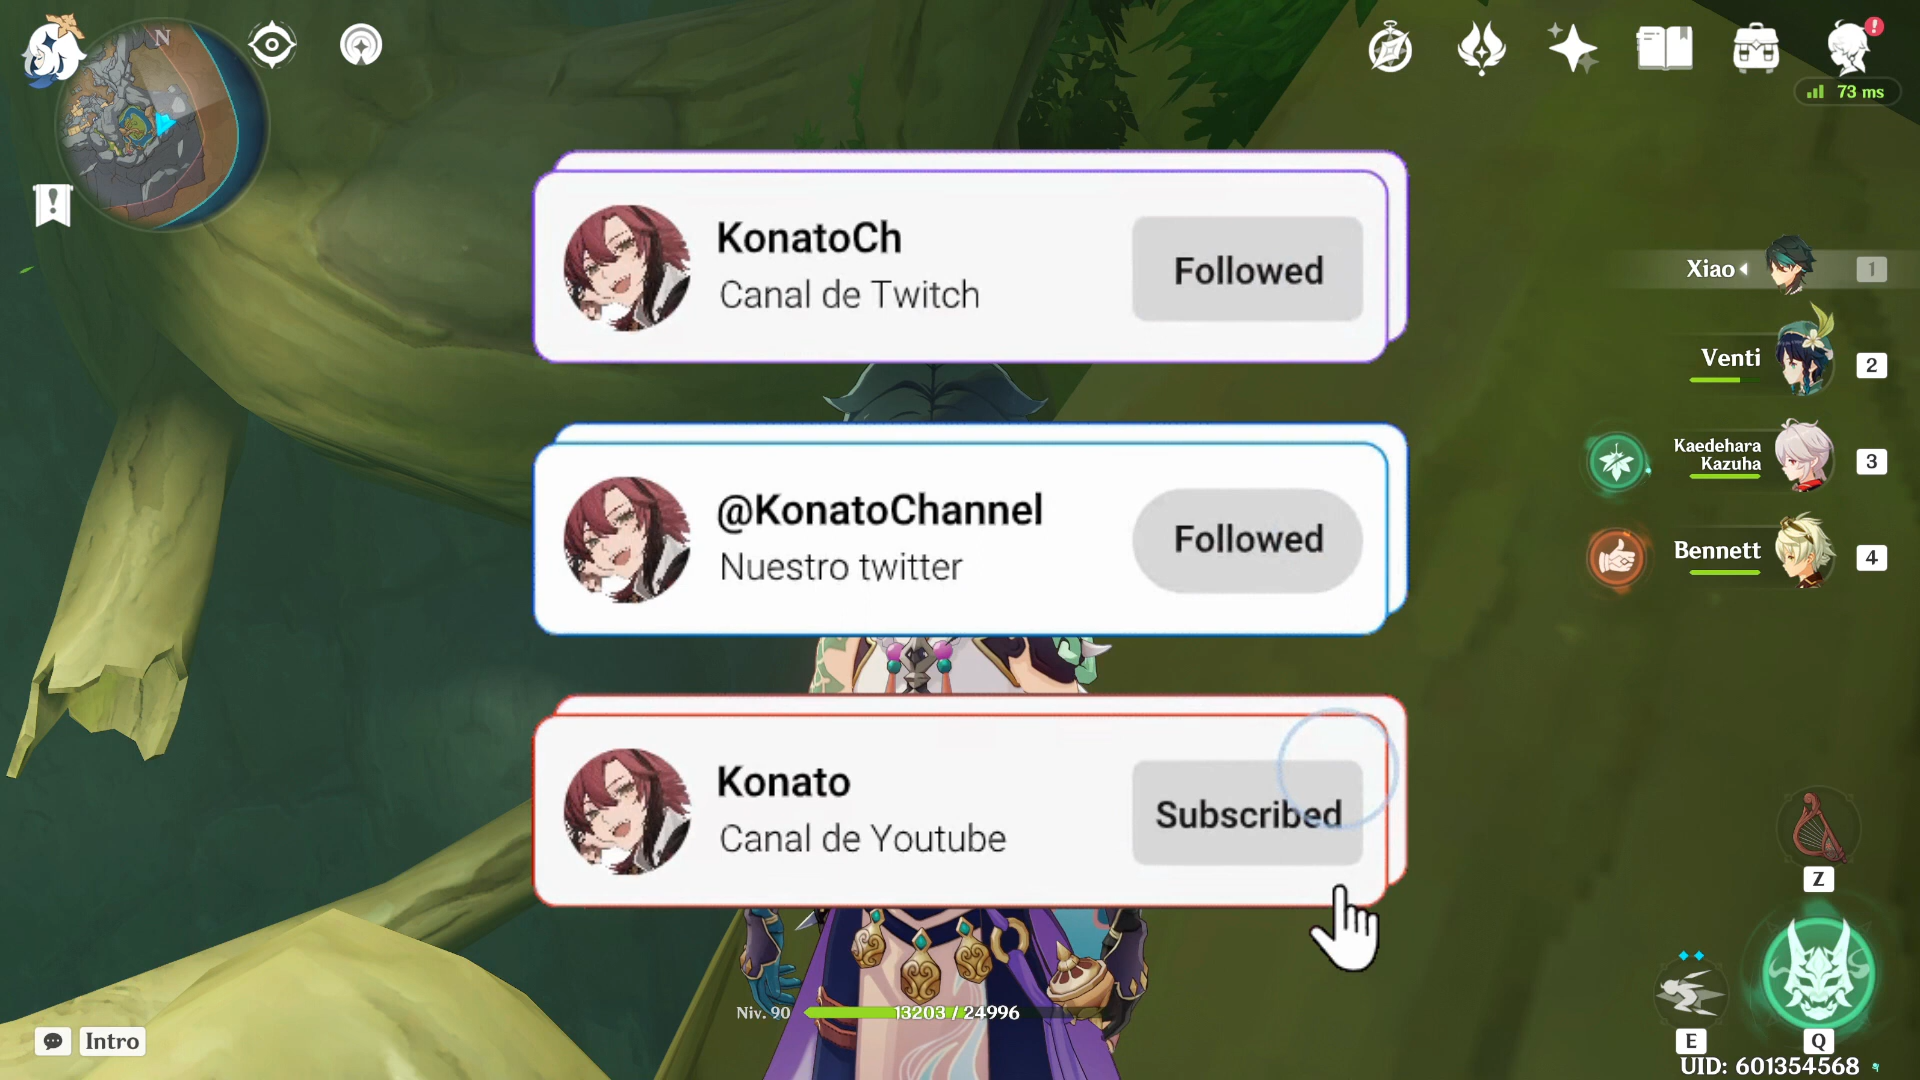 N
73 ms
KonatoCh
Canal de Twitch
Followed
Xiao
1
Venti
2
@KonatoChannel
Nuestro twitter
Followed
Kaedehara
Kazuha
3
Bennett
4
Konato
Canal de Youtube
Subscribed
Z
Niv. 90
13203 / 24996
Intro
E
Q
UID: 601354568